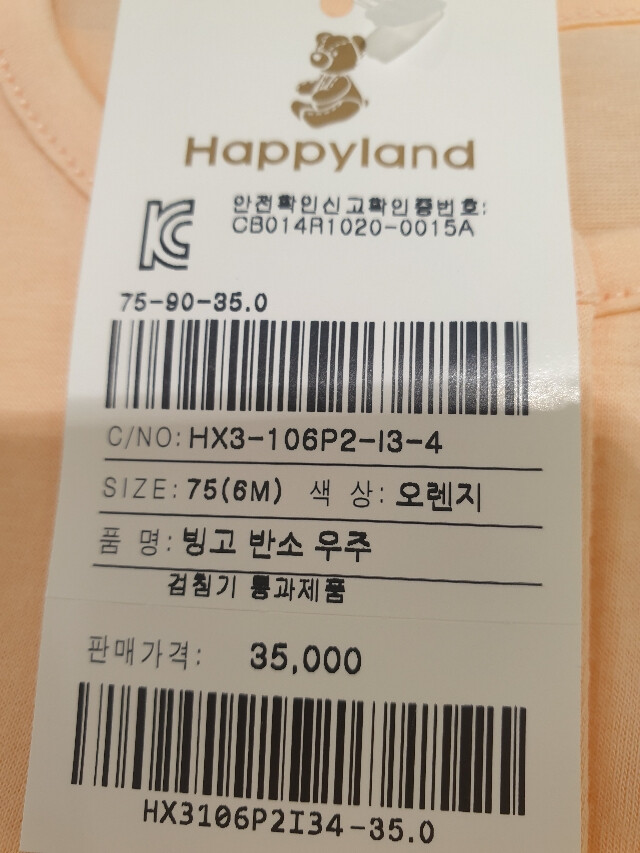 Happyland
안전확인신고확인증번호:
CB014R1020-0015A
75-90-35.0
C/NO: HX3-106P2-I3-4
SIZE: 75(6M) 색 상: 오렌지
품 명: 빙고 반소 우주
검침기 통과제품
판매가격: 35,000
HX3106P2I34-35.0